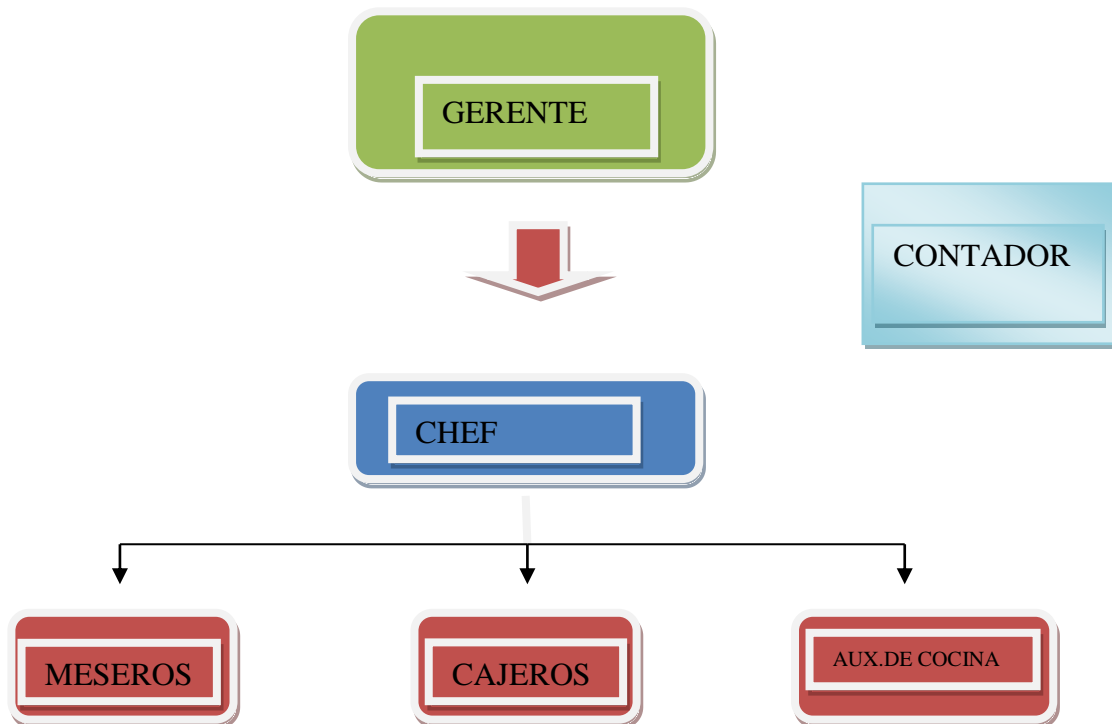 GERENTE
CONTADOR
CHEF
MESEROS
CAJEROS
AUX.DE COCINA